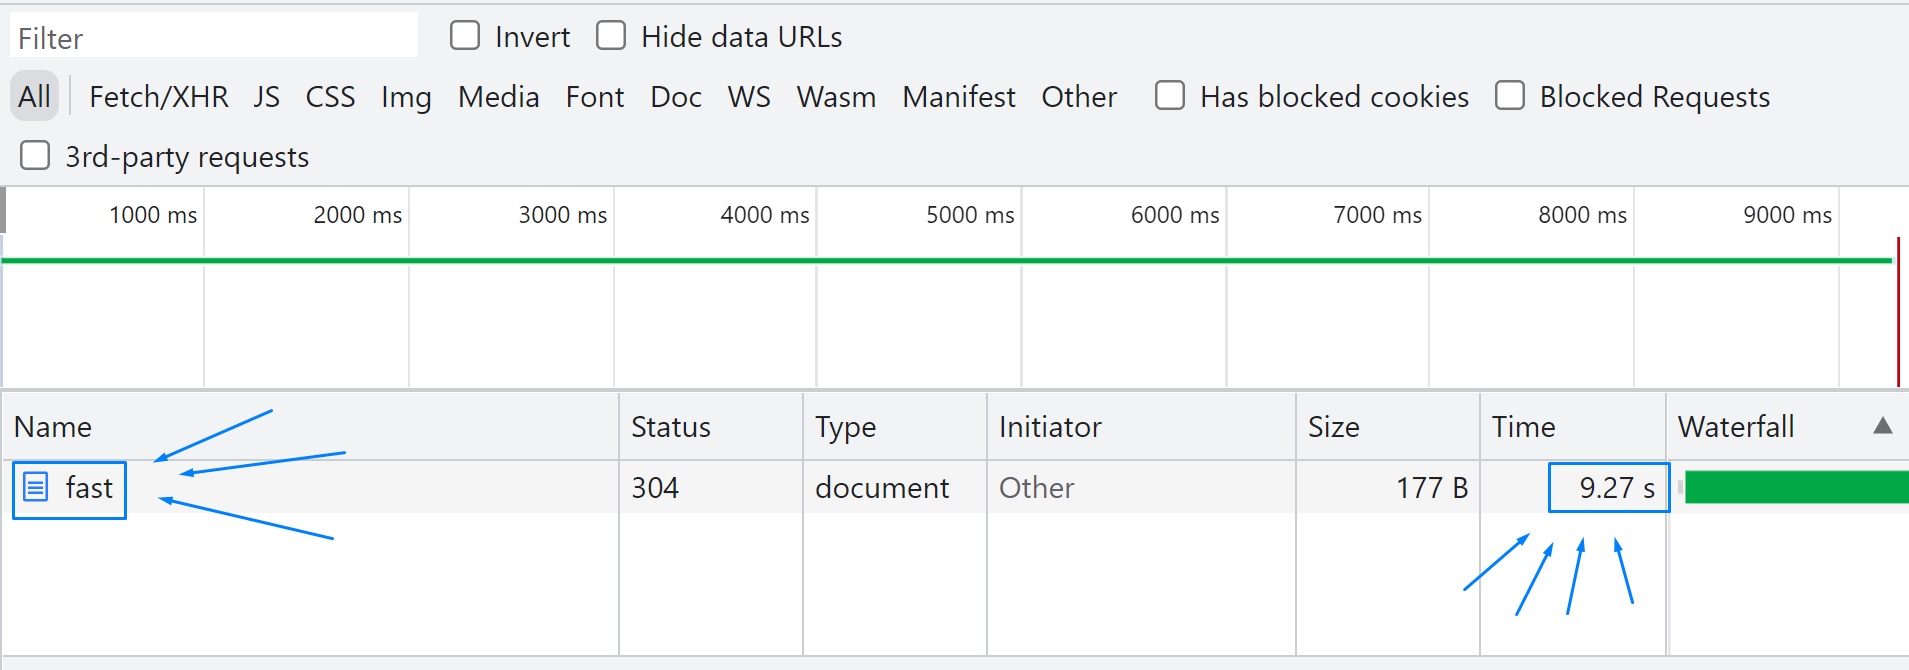 Filter Invert Hide data URLs
All Fetch/XHR JS CSS Img Media Font Doc WS Wasm Manifest Other Has blocked cookies Blocked Requests
3rd-party requests
1000 ms 2000 ms 3000 ms 4000 ms 5000 ms 6000 ms 7000 ms 8000 ms 9000 ms
Name Status Type Initiator Size Time Waterfall
fast 304 document Other 177 B 9.27 s